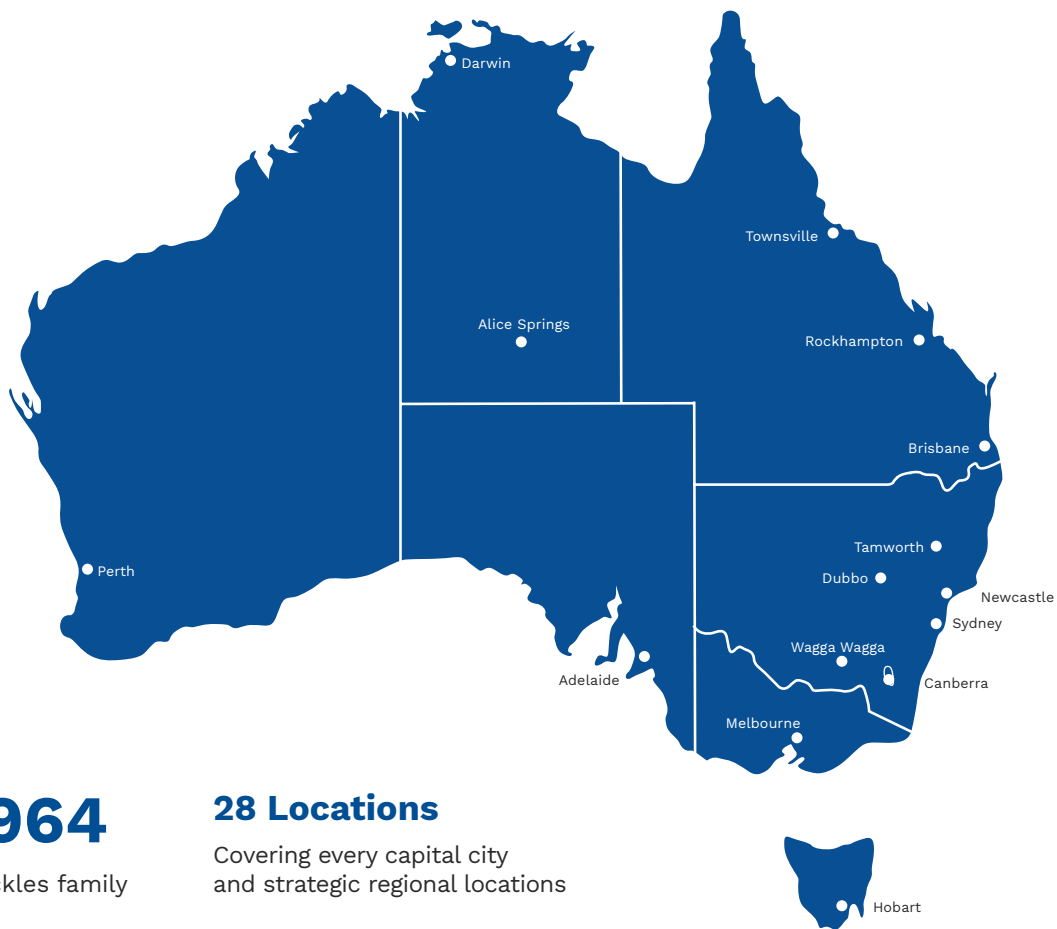 Darwin
Townsville
Alice Springs
Rockhampton
Brisbane
Tamworth
Perth
Dubbo
Newcastle
Sydney
Wagga Wagga
Adelaide
Canberra
Melbourne
964
28 Locations
ckles family
Covering every capital city
and strategic regional locations
Hobart